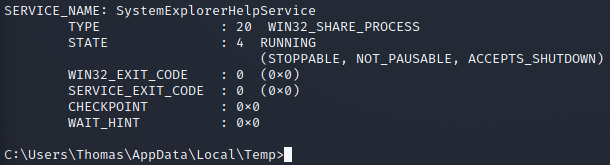 SERVICE_NAME: SystemExplorerHelpService
TYPE : 20 WIN32_SHARE_PROCESS
STATE : 4 RUNNING
(STOPPABLE, NOT_PAUSABLE, ACCEPTS_SHUTDOWN)
WIN32_EXIT_CODE : 0 (0×0)
SERVICE_EXIT_CODE : 0 (0×0)
CHECKPOINT : 0×0
WAIT_HINT : 0×0
C:\Users\Thomas\AppData\Local\Temp>